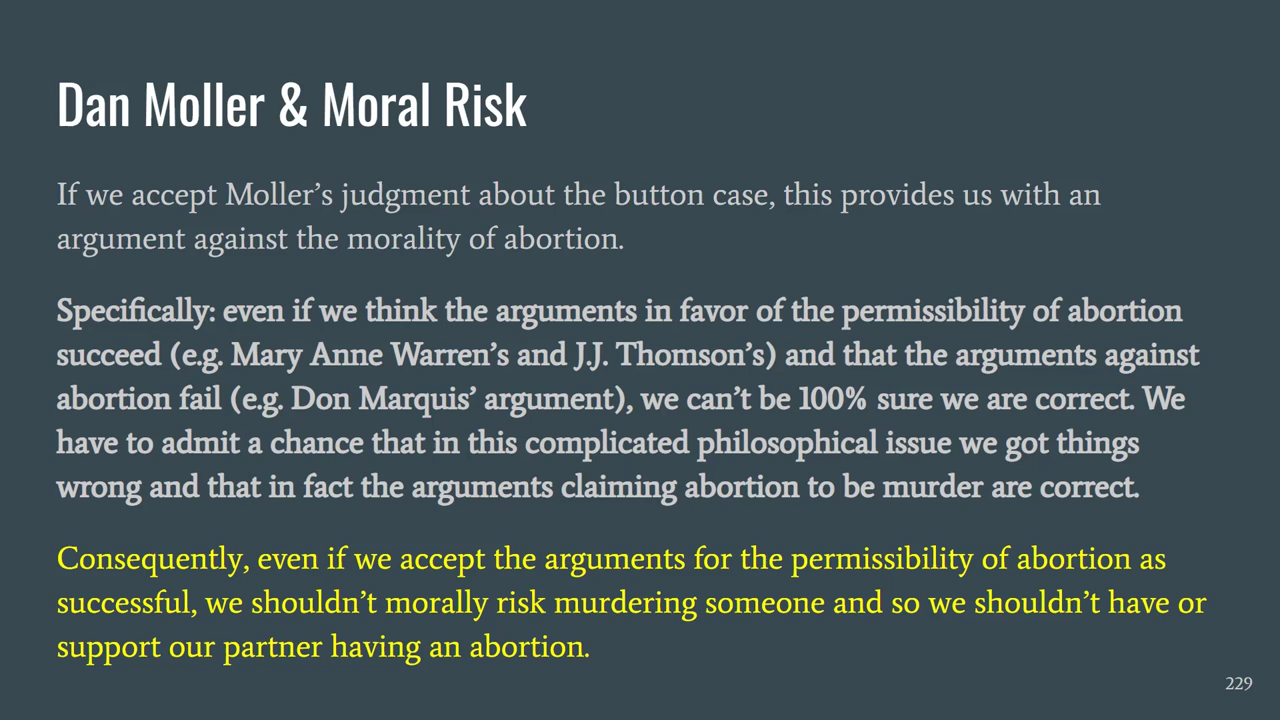 Dan Moller & Moral Risk
If we accept Moller’s judgment about the button case, this provides us with an
argument against the morality of abortion.
Specifically: even if we think the arguments in favor of the permissibility of abortion
succeed (e.g. Mary Anne Warren’s and J.J. Thomson’s) and that the arguments against
abortion fail (e.g. Don Marquis’ argument), we can’t be 100% sure we are correct. We
have to admit a chance that in this complicated philosophical issue we got things
wrong and that in fact the arguments claiming abortion to be murder are correct.
Consequently, even if we accept the arguments for the permissibility of abortion as
successful, we shouldn’t morally risk murdering someone and so we shouldn’t have or
support our partner having an abortion.
229